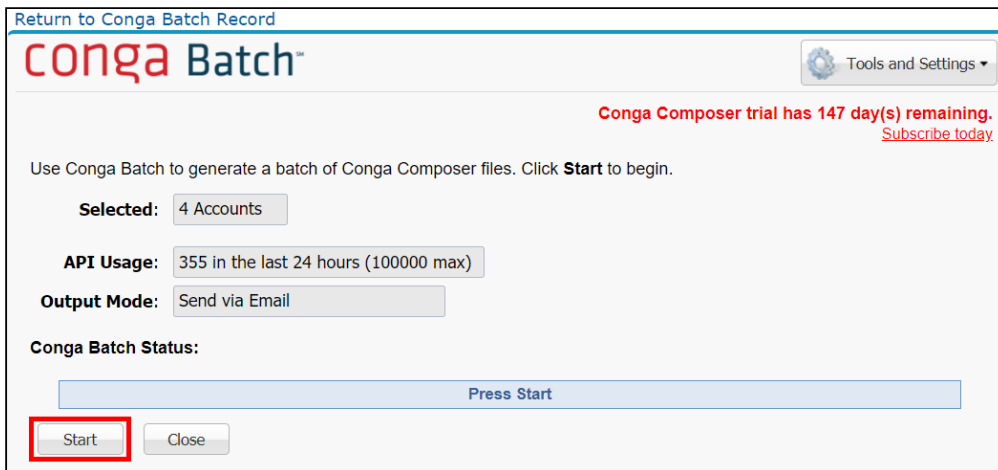 Return to Conga Batch Record
conga Batch℠
Tools and Settings
Conga Composer trial has 147 day(s) remaining.
Subscribe today
Use Conga Batch to generate a batch of Conga Composer files. Click Start to begin.
Selected: 4 Accounts
API Usage: 355 in the last 24 hours (100000 max)
Output Mode: Send via Email
Conga Batch Status:
Press Start
Start Close